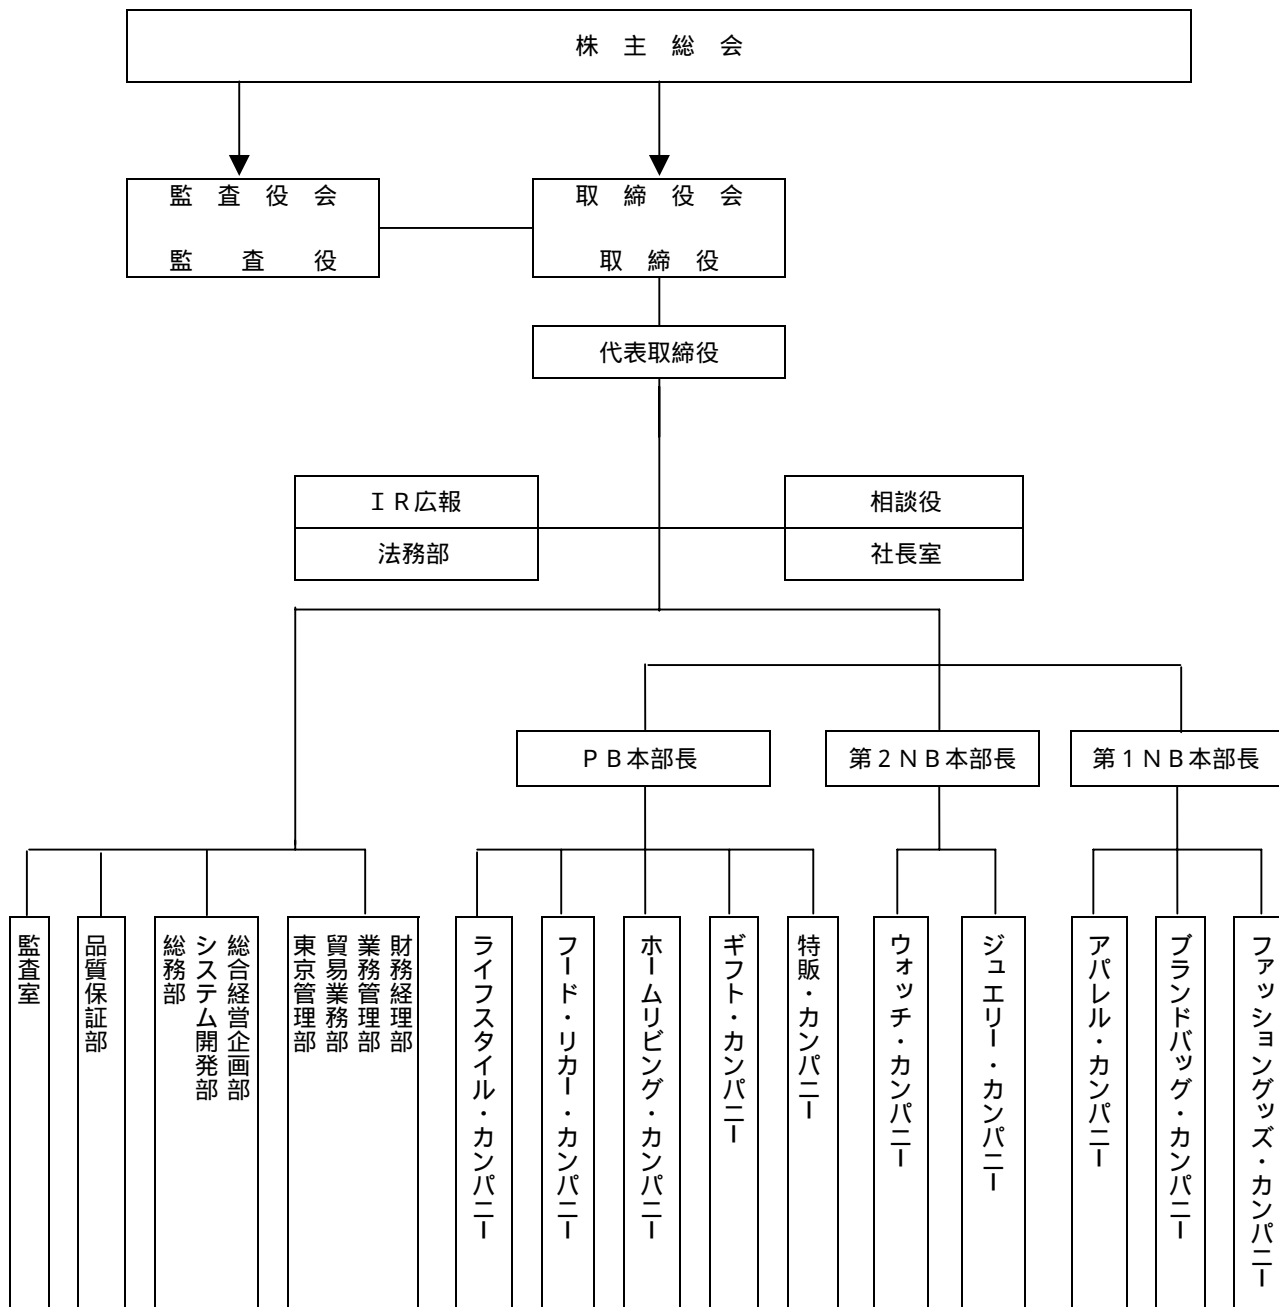 株　主　総　会
監　査　役　会
監　　査　　役
取　締　役　会
取　締　役
代表取締役
ＩＲ広報
法務部
相談役
社長室
ＰＢ本部長
第２ＮＢ本部長
第１ＮＢ本部長
監査室
品質保証部
総合経営企画部
システム開発部
総務部
財務経理部
業務管理部
貿易業務部
東京管理部
ライフスタイル・カンパニー
フード・リカー・カンパニー
ホームリビング・カンパニー
ギフト・カンパニー
特販・カンパニー
ウォッチ・カンパニー
ジュエリー・カンパニー
アパレル・カンパニー
ブランドバッグ・カンパニー
ファッショングッズ・カンパニー